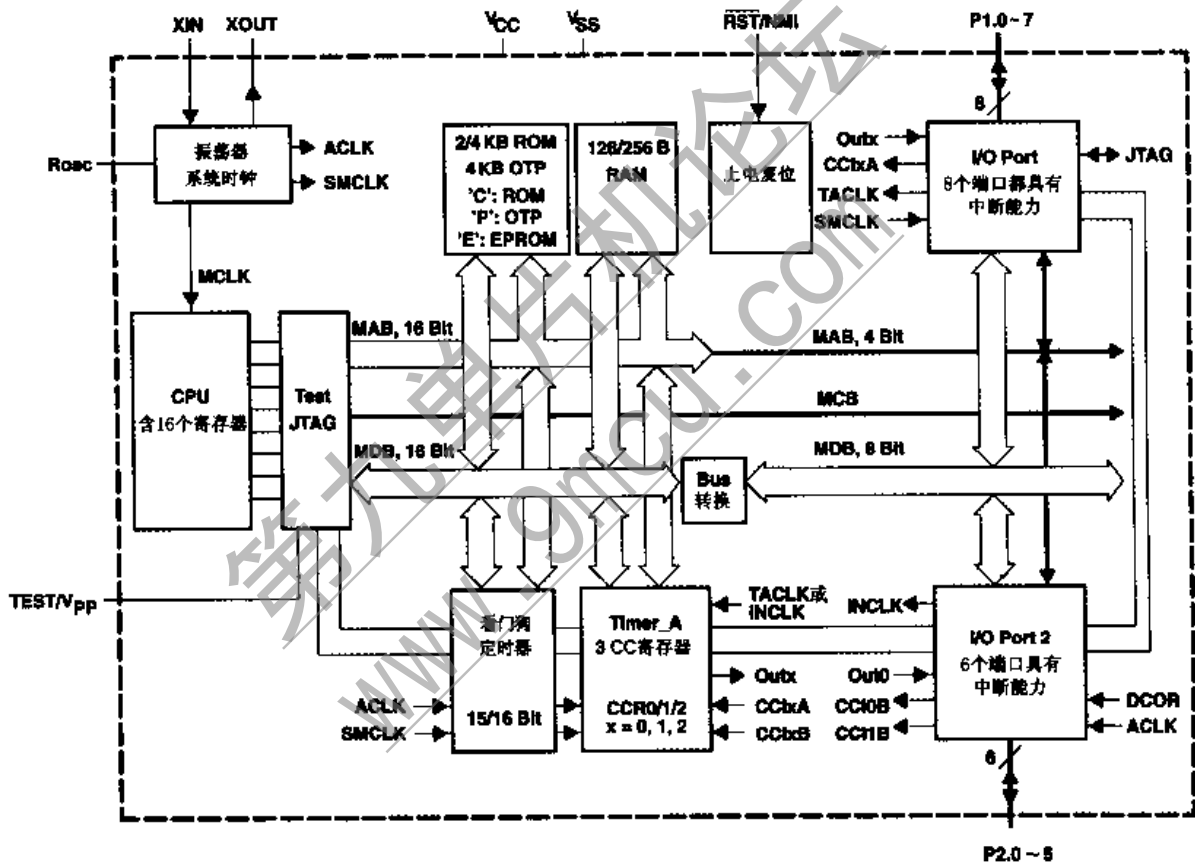 XIN XOUT
VCC VSS
RST/NMI
P1.0~7
8
振荡器
系统时钟
Rosc
ACLK
SMCLK
2/4 KB ROM
4KB OTP
'C': ROM
'P': OTP
'E': EPROM
128/256 B
RAM
上电复位
Outx
CCIxA
TACLK
SMCLK
I/O Port
8个端口都具有
中断能力
JTAG
MCLK
CPU
含16个寄存器
Test
JTAG
MAB, 16 Bit
MAB, 4 Bit
MCB
MDB, 16 Bit
MDB, 8 Bit
Bus
转换
TEST/VPP
看门狗
定时器
15/16 Bit
ACLK
SMCLK
Timer_A
3 CC寄存器
CCR0/1/2
x = 0, 1, 2
TACLK或
INCLK
Outx
CCIxA
CCIxB
INCLK
Out0
CCI0B
CCI1B
I/O Port 2
6个端口具有
中断能力
DCOR
ACLK
6
P2.0~5
第九单片机论坛
www.9mcu.com